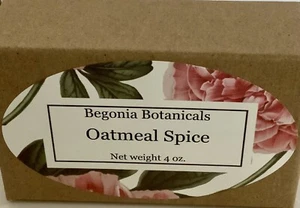 Begonia Botanicals
Oatmeal Spice
Net weight 4 oz.